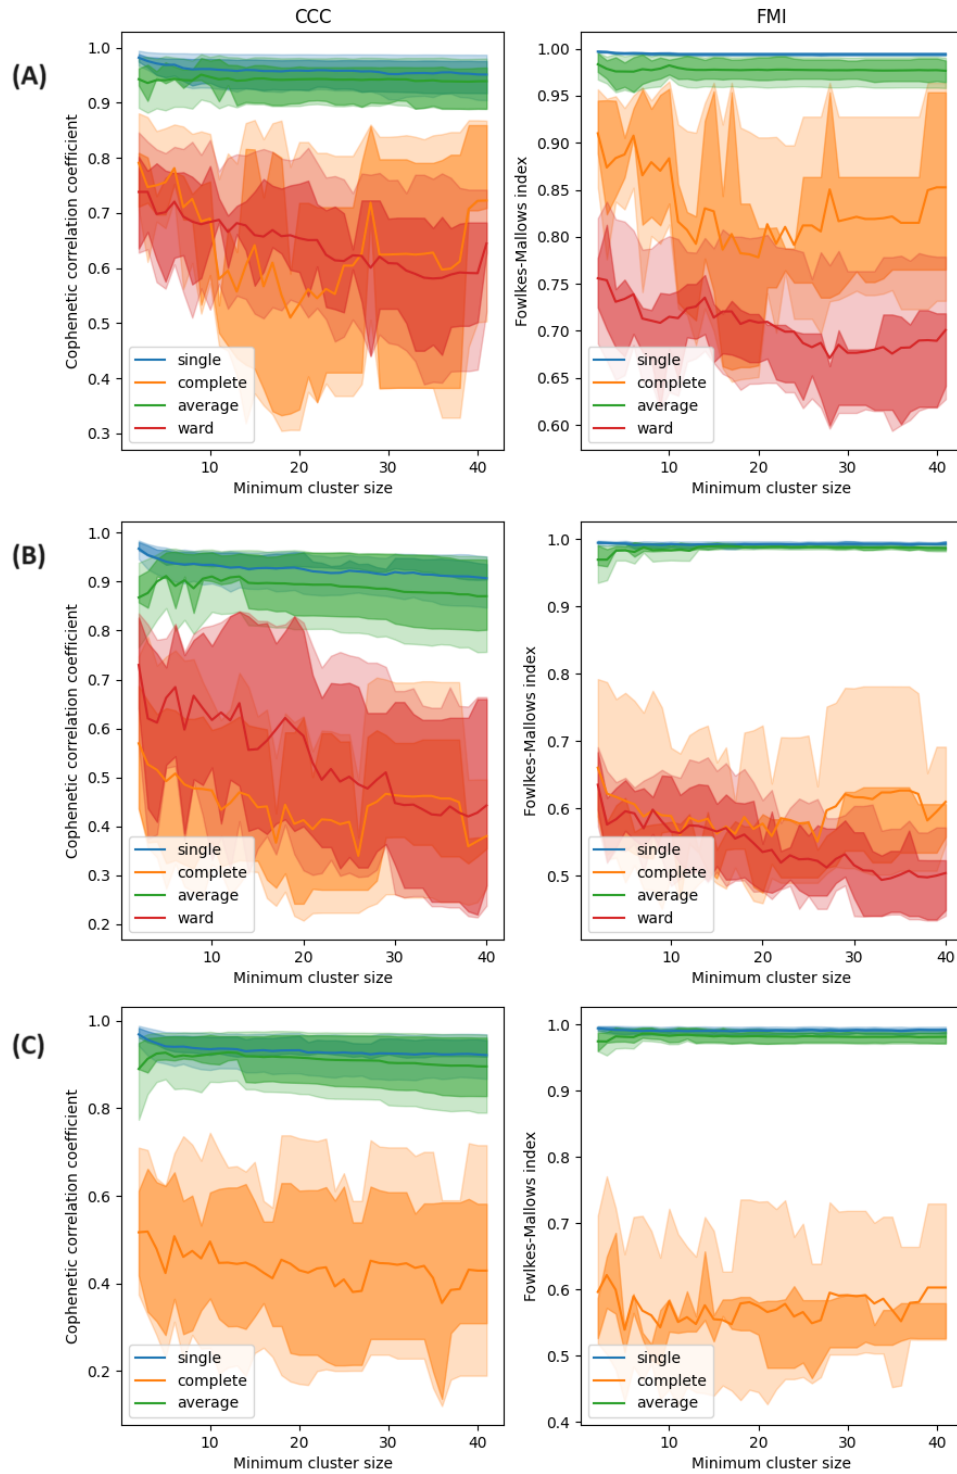 CCC
FMI
(A)
1.0
0.9
0.8
0.7
0.6
0.5
0.4
0.3
Cophenetic correlation coefficient
single
complete
average
ward
10
20
30
40
Minimum cluster size
1.00
0.95
0.90
0.85
0.80
0.75
0.70
0.65
0.60
Fowlkes-Mallows index
single
complete
average
ward
10
20
30
40
Minimum cluster size
(B)
1.0
0.9
0.8
0.7
0.6
0.5
0.4
0.3
0.2
Cophenetic correlation coefficient
single
complete
average
ward
10
20
30
40
Minimum cluster size
1.0
0.9
0.8
0.7
0.6
0.5
Fowlkes-Mallows index
single
complete
average
ward
10
20
30
40
Minimum cluster size
(C)
1.0
0.8
0.6
0.4
0.2
Cophenetic correlation coefficient
single
complete
average
10
20
30
40
Minimum cluster size
1.0
0.9
0.8
0.7
0.6
0.5
0.4
Fowlkes-Mallows index
single
complete
average
10
20
30
40
Minimum cluster size